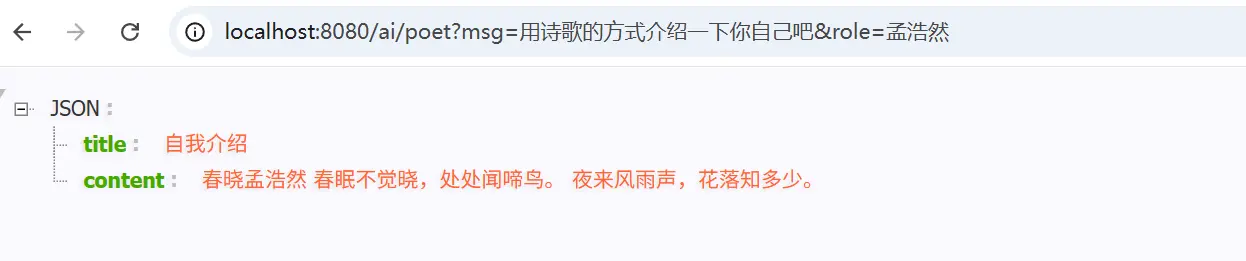 localhost:8080/ai/poet?msg=用诗歌的方式介绍一下你自己吧&role=孟浩然
JSON :
title : 自我介绍
content : 春晓孟浩然 春眠不觉晓，处处闻啼鸟。 夜来风雨声，花落知多少。